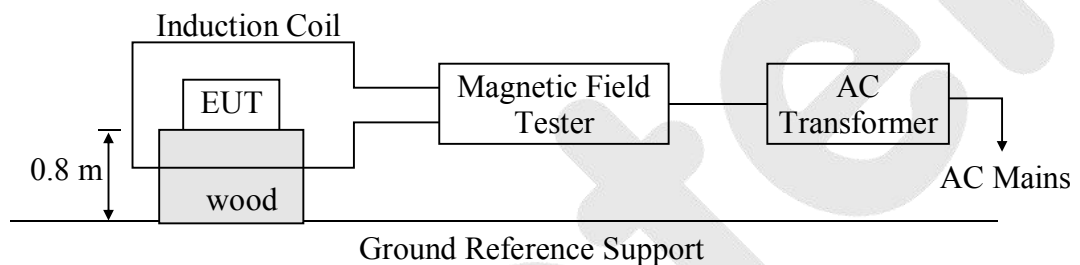 Induction Coil
EUT
Magnetic Field
Tester
AC
Transformer
0.8 m
wood
AC Mains
Ground Reference Support